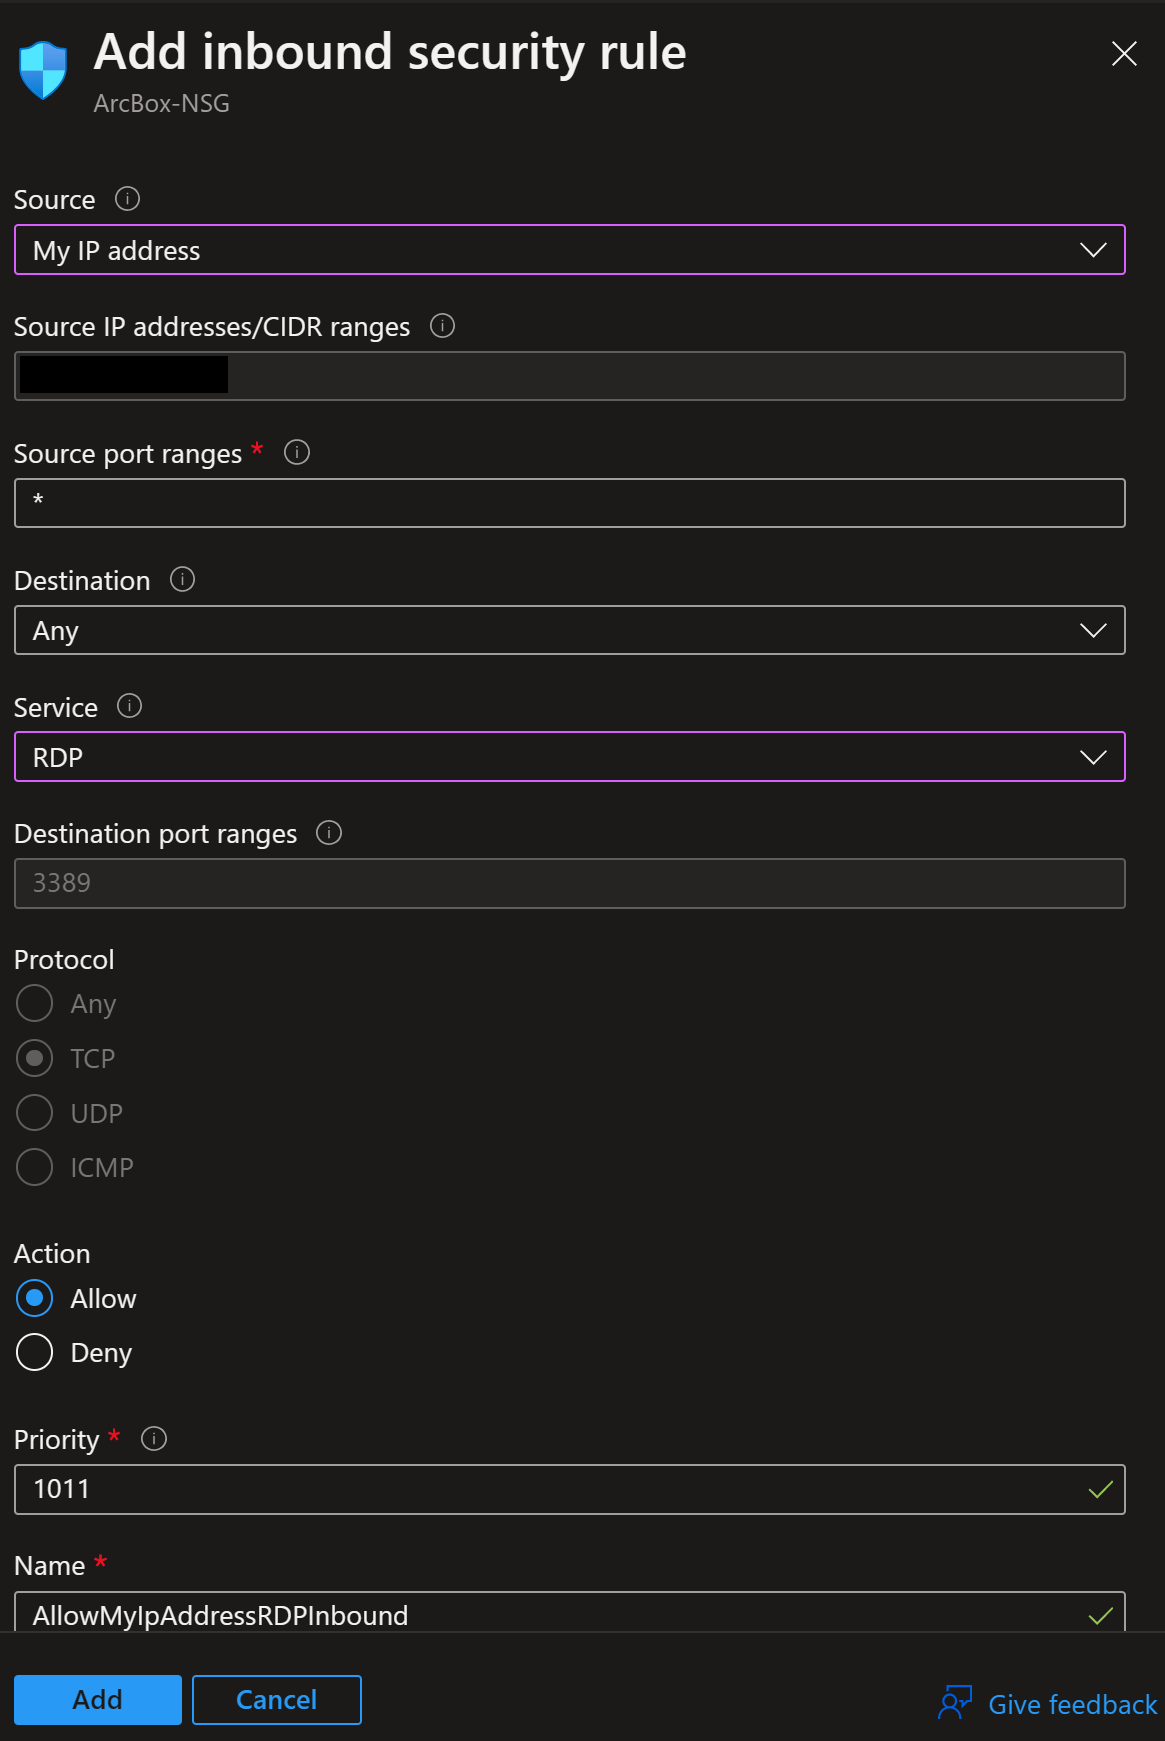 Add inbound security rule
ArcBox-NSG
Source
My IP address
Source IP addresses/CIDR ranges
Source port ranges *
*
Destination
Any
Service
RDP
Destination port ranges
3389
Protocol
Any
TCP
UDP
ICMP
Action
Allow
Deny
Priority *
1011
Name *
AllowMyIpAddressRDPInbound
Add
Cancel
Give feedback